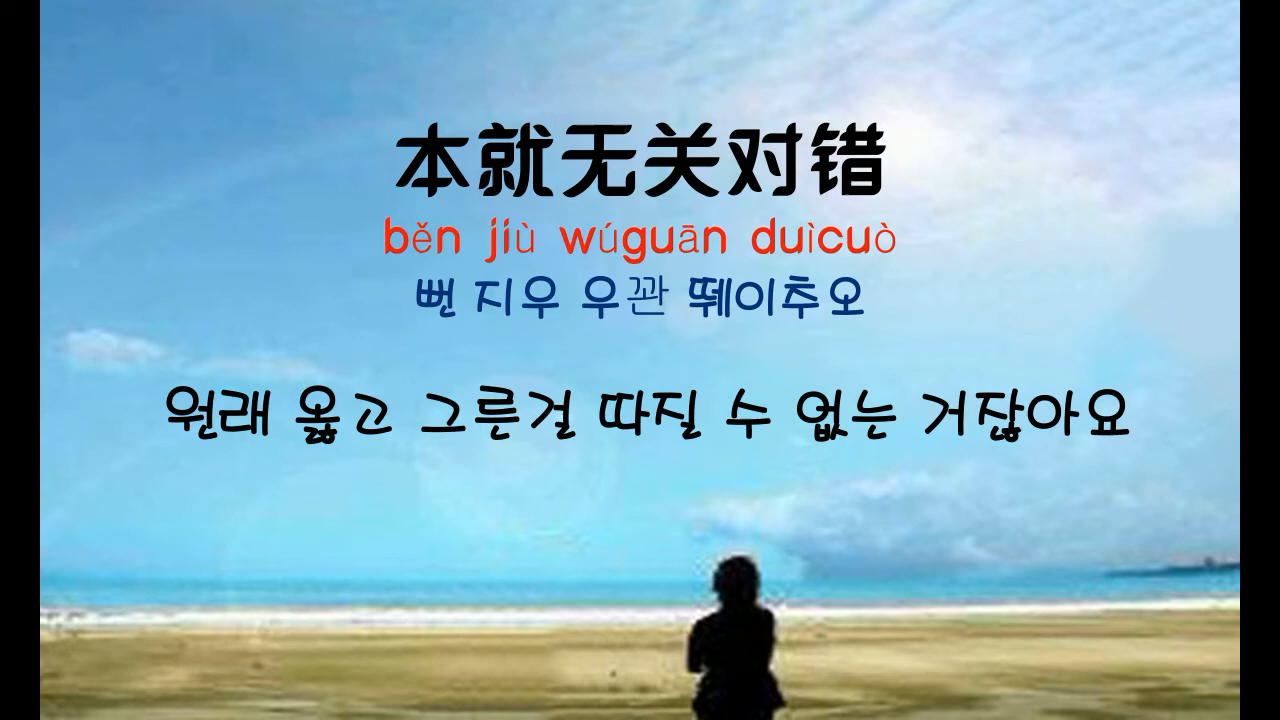 本就无关对错
běn jiù wúguān duìcuò
뻔 지우 우꽌 뛔이추오
원래 옳고 그른걸 따질 수 없는 거잖아요